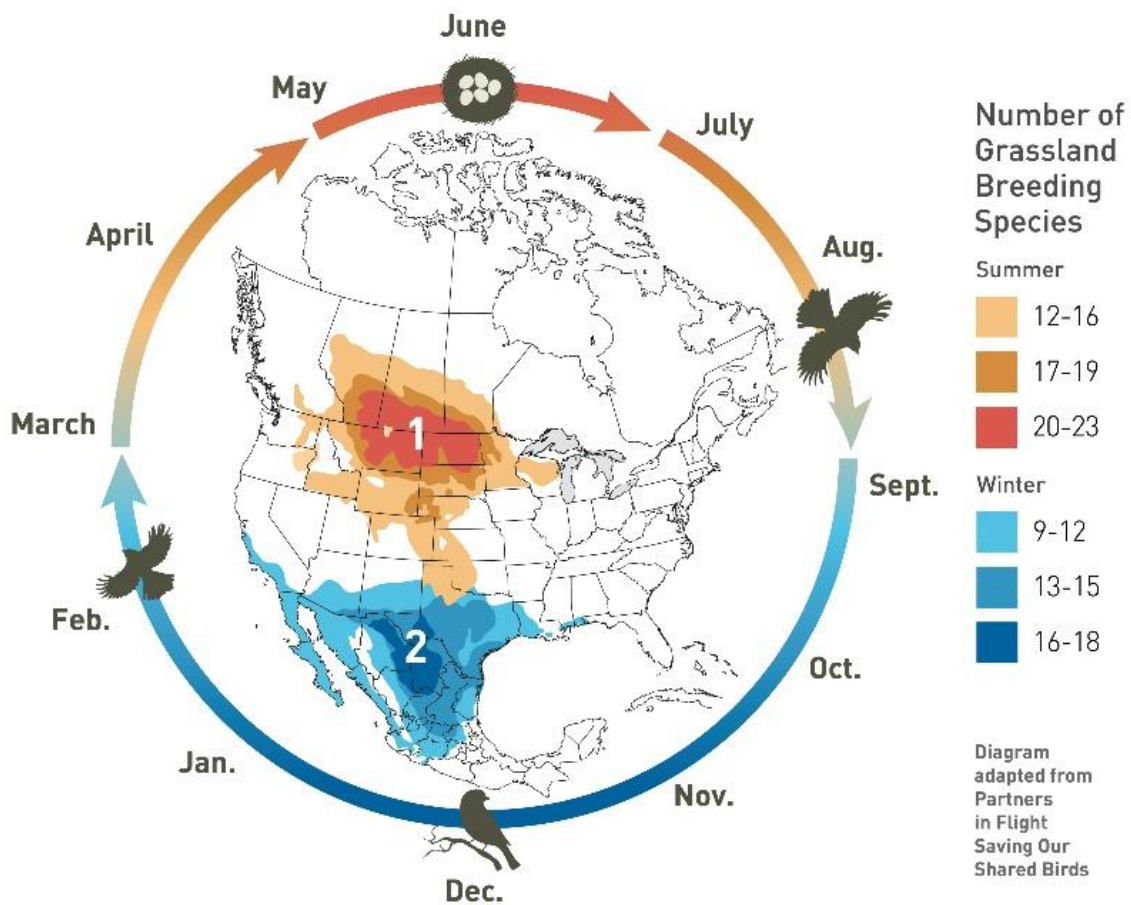 June
May
July
April
Aug.
March
Sept.
Feb.
Oct.
Jan.
Nov.
Dec.
1
2
Number of
Grassland
Breeding
Species
Summer
12-16
17-19
20-23
Winter
9-12
13-15
16-18
Diagram
adapted from
Partners
in Flight
Saving Our
Shared Birds